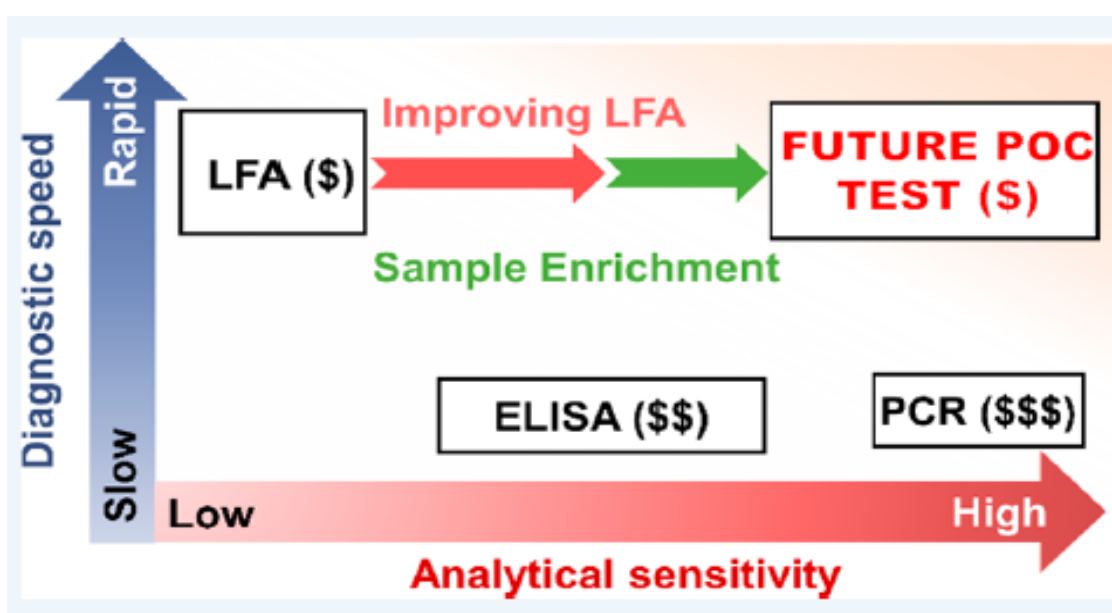 Diagnostic speed
Rapid
Slow
LFA ($)
Improving LFA
Sample Enrichment
FUTURE POC
TEST ($)
ELISA ($$)
PCR ($$$)
Low
High
Analytical sensitivity